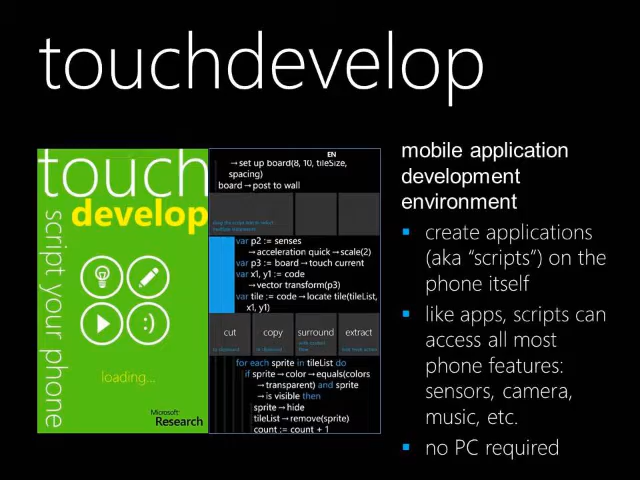 touchdevelop
touch
develop
script your phone
loading...
Microsoft
Research
EN
→set up board(8, 10, tileSize,
spacing)
board→post to wall
var p2 := senses
→acceleration quick→scale(2)
var p3 := board→touch current
var x1, y1 := code
→vector transform(p3)
var tile := code→locate tile(tileList,
x1, y1)
cut
copy
surround
extract
for each sprite in tileList do
if sprite→color→equals(colors
→transparent) and sprite
→is visible then
sprite→hide
tileList→remove(sprite)
count := count + 1
mobile application
development
environment
▪ create applications
(aka “scripts”) on the
phone itself
▪ like apps, scripts can
access all most
phone features:
sensors, camera,
music, etc.
▪ no PC required